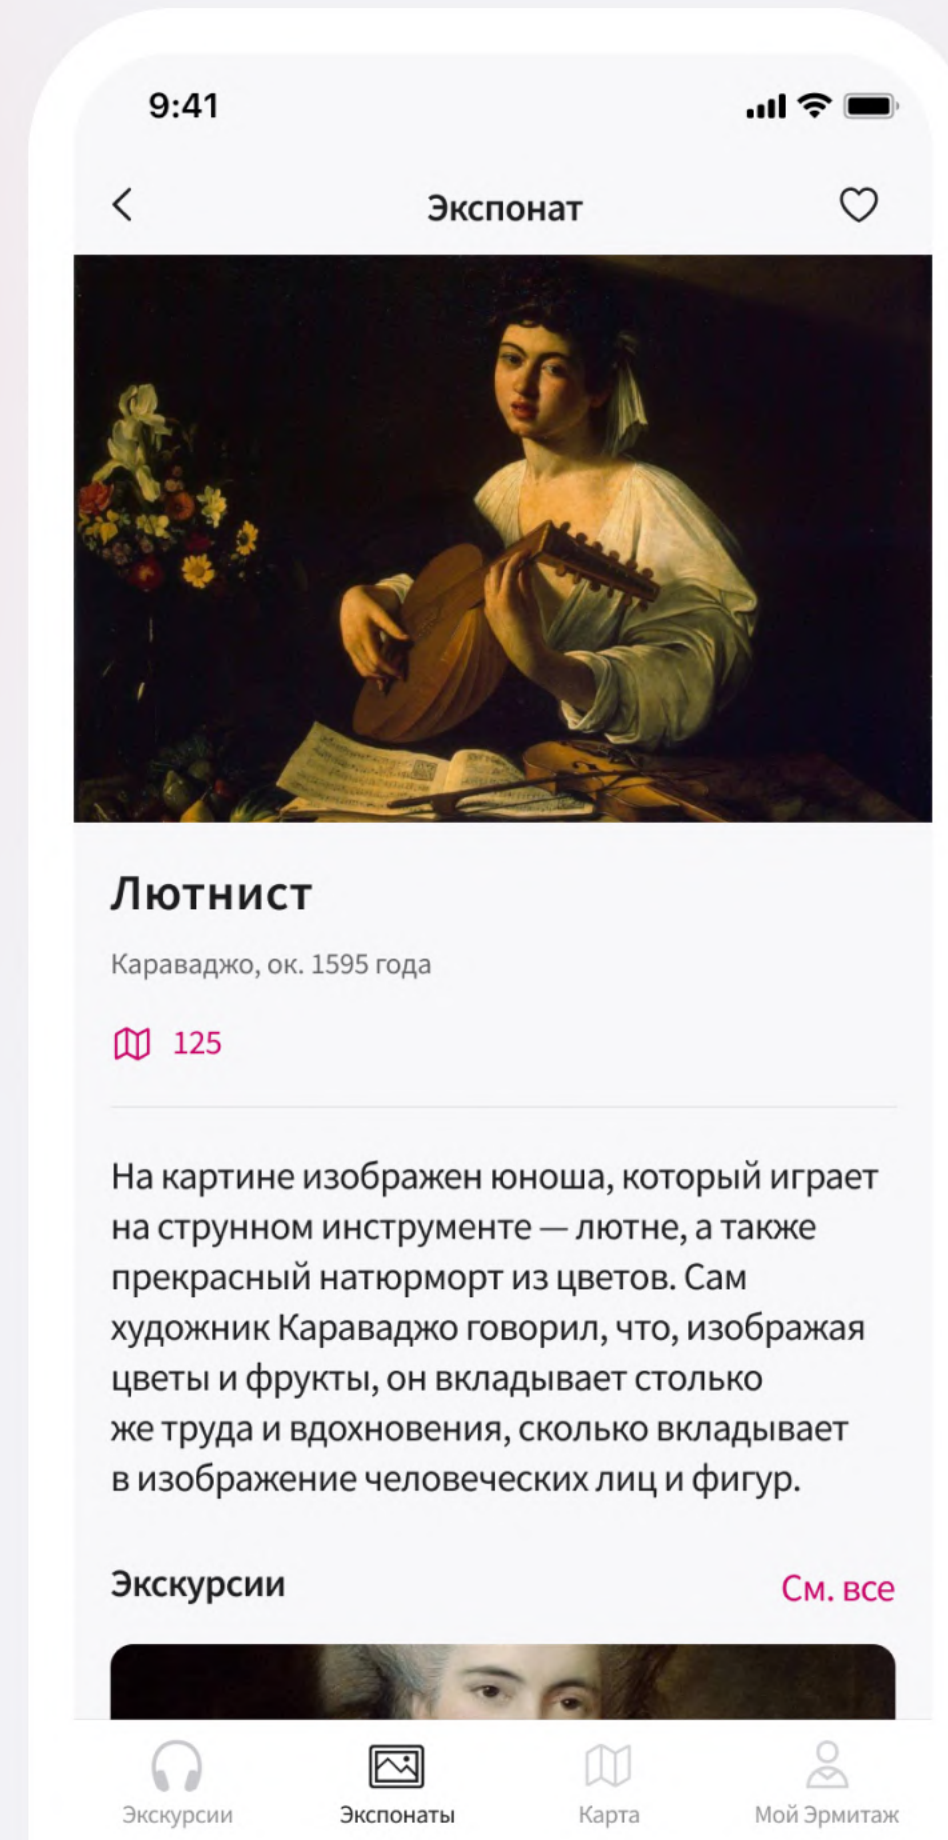 9:41
Экспонат
Лютнист
Караваджо, ок. 1595 года
125
На картине изображен юноша, который играет
на струнном инструменте — лютне, а также
прекрасный натюрморт из цветов. Сам
художник Караваджо говорил, что, изображая
цветы и фрукты, он вкладывает столько
же труда и вдохновения, сколько вкладывает
в изображение человеческих лиц и фигур.
Экскурсии
См. все
Экскурсии
Экспонаты
Карта
Мой Эрмитаж